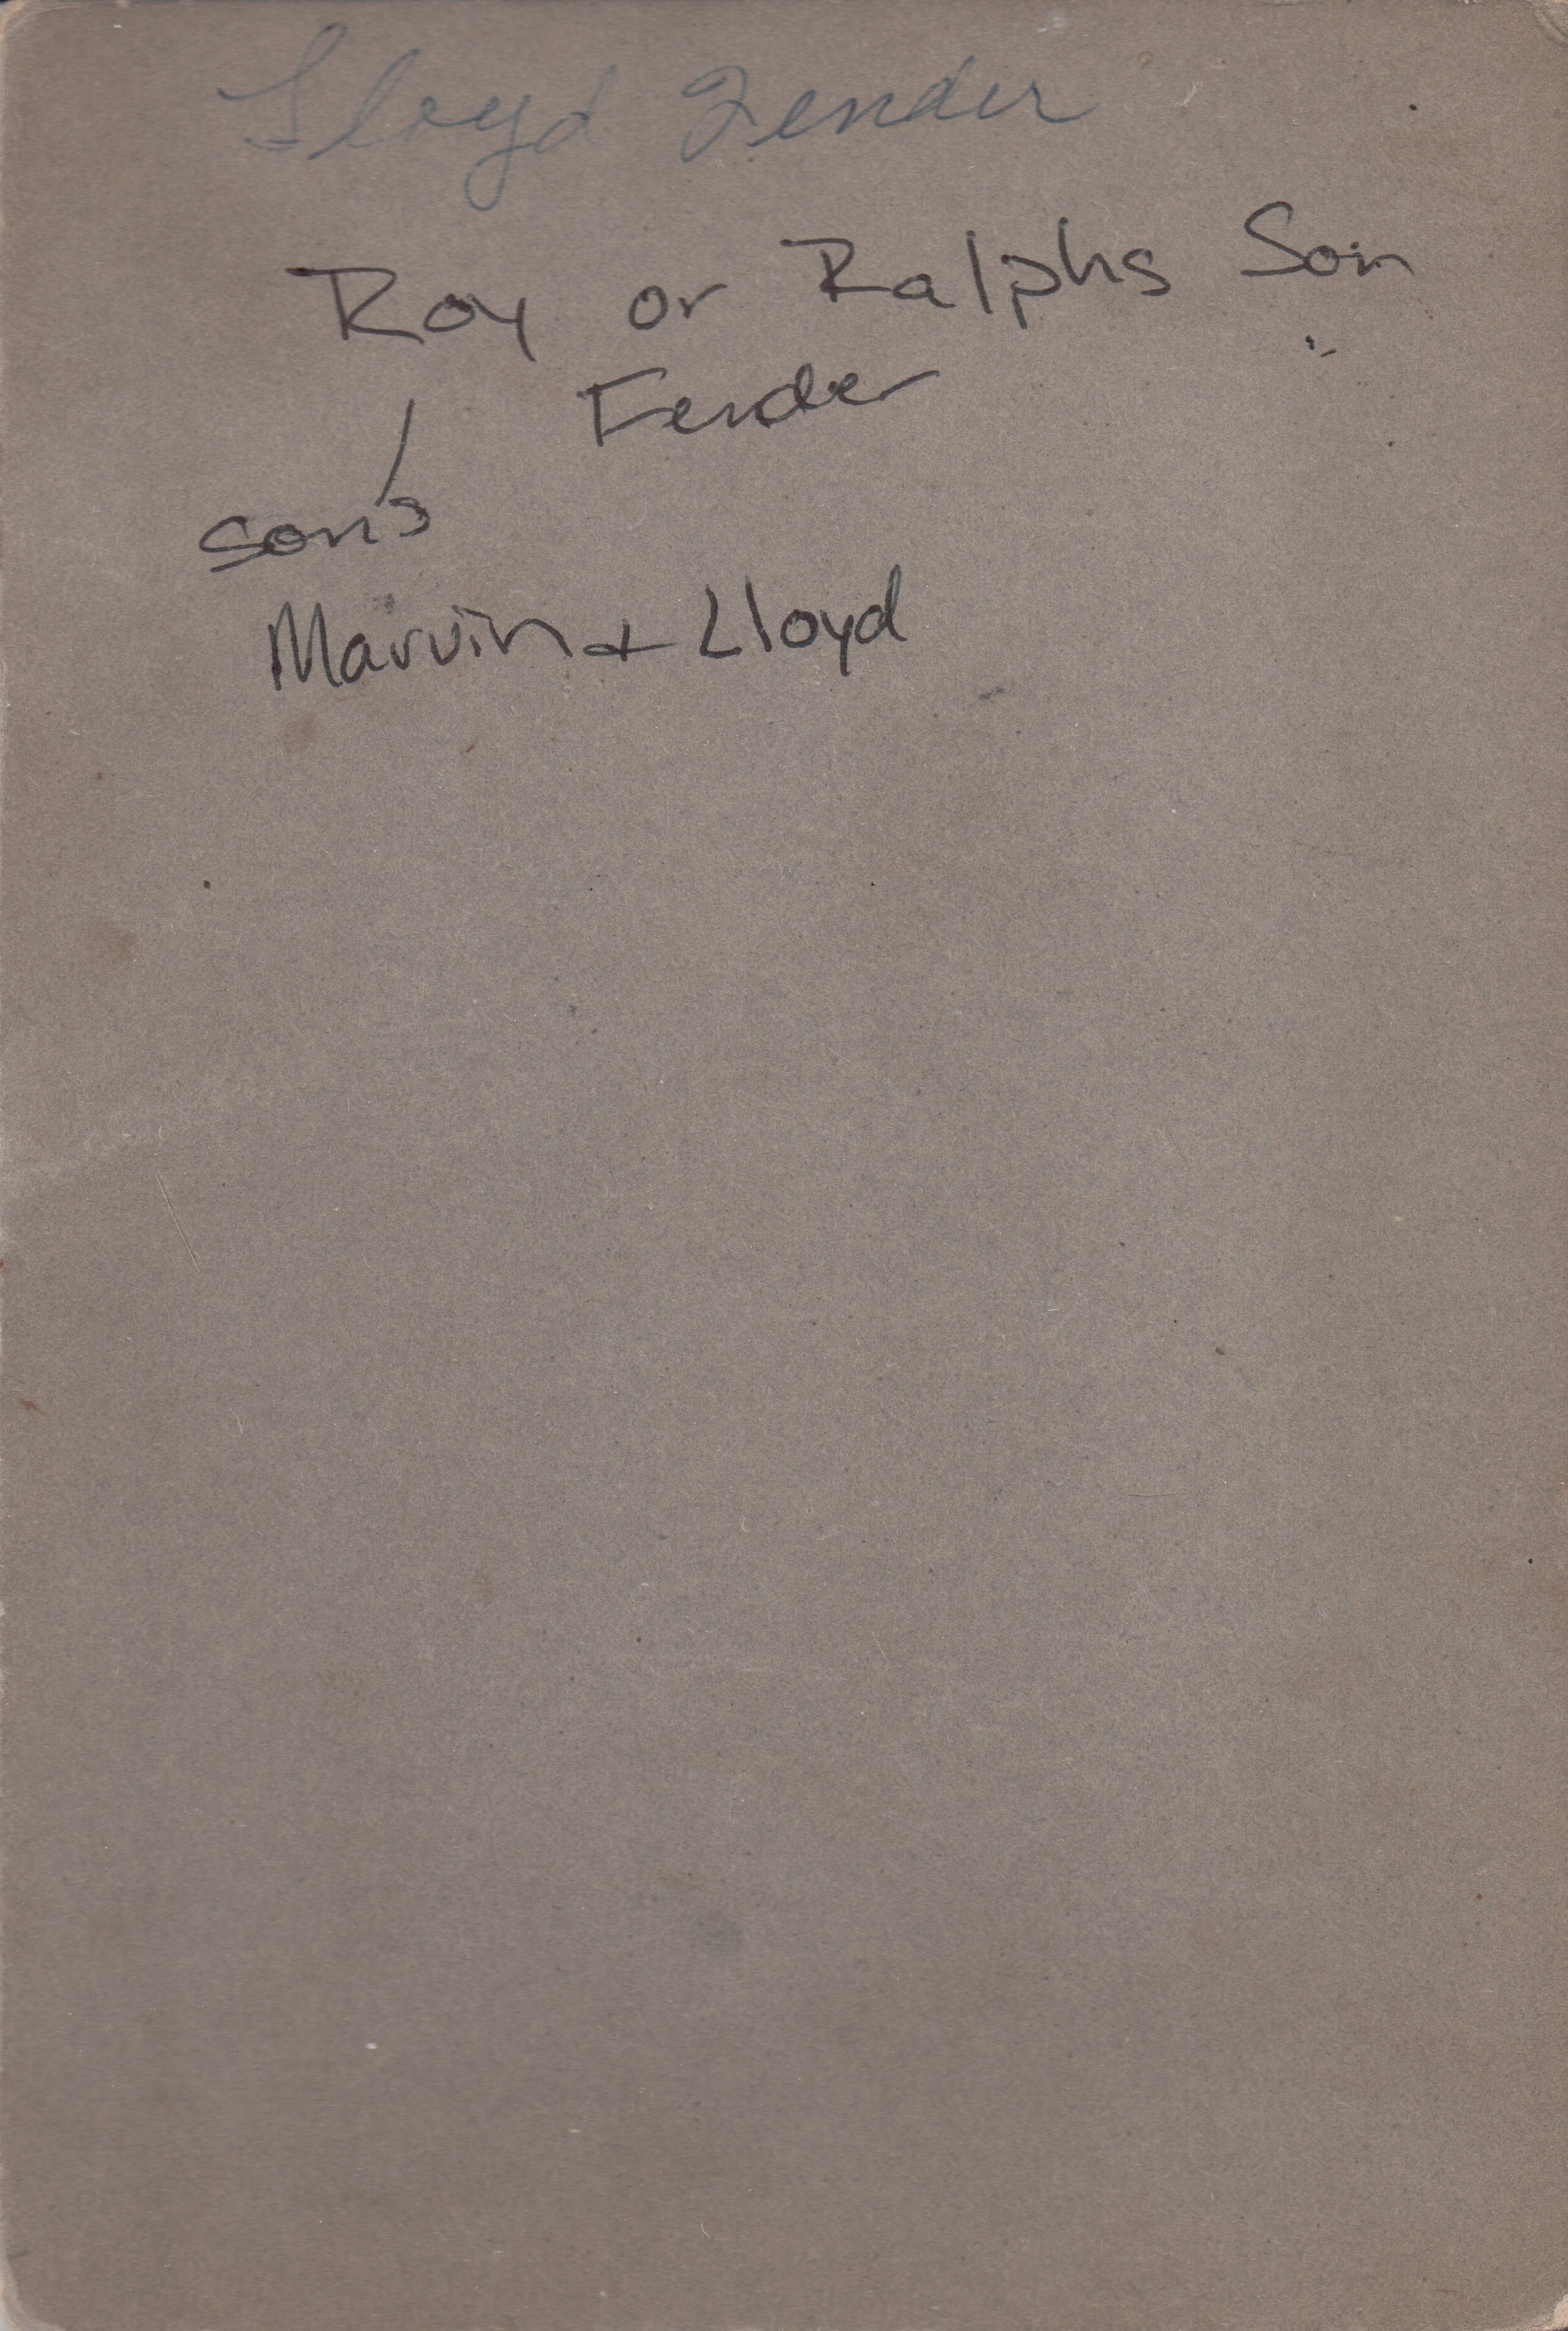 Lloyd Fender
Roy or Ralphs Son
Fender
sons
Marvin + Lloyd